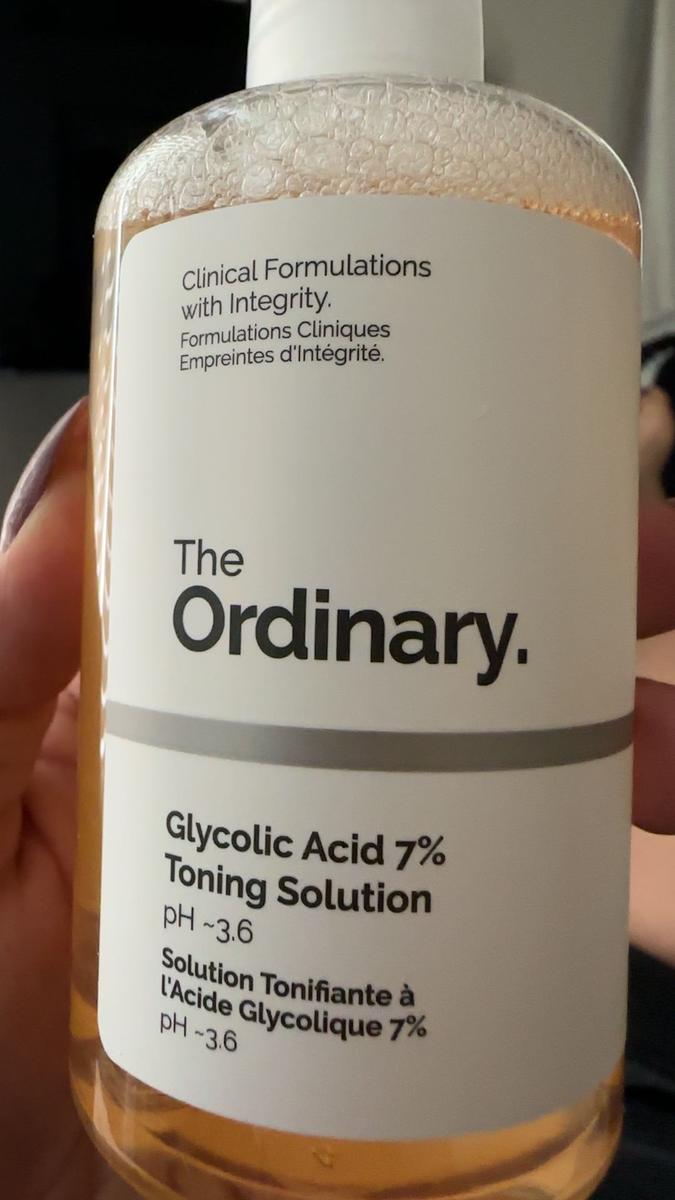 Clinical Formulations
with Integrity.
Formulations Cliniques
Empreintes d'Intégrité.
The
Ordinary.
Glycolic Acid 7%
Toning Solution
pH ~3.6
Solution Tonifiante à
l'Acide Glycolique 7%
pH ~3.6